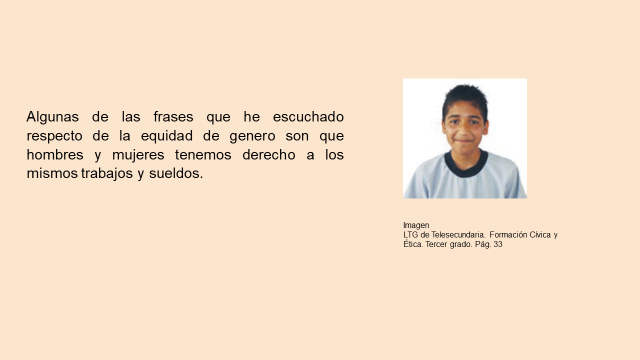 Algunas de las frases que he escuchado
respecto de la equidad de genero son que
hombres y mujeres tenemos derecho a los
mismos trabajos y sueldos.
Imagen
LTG de Telesecundaria. Formación Cívica y
Ética. Tercer grado. Pág. 33